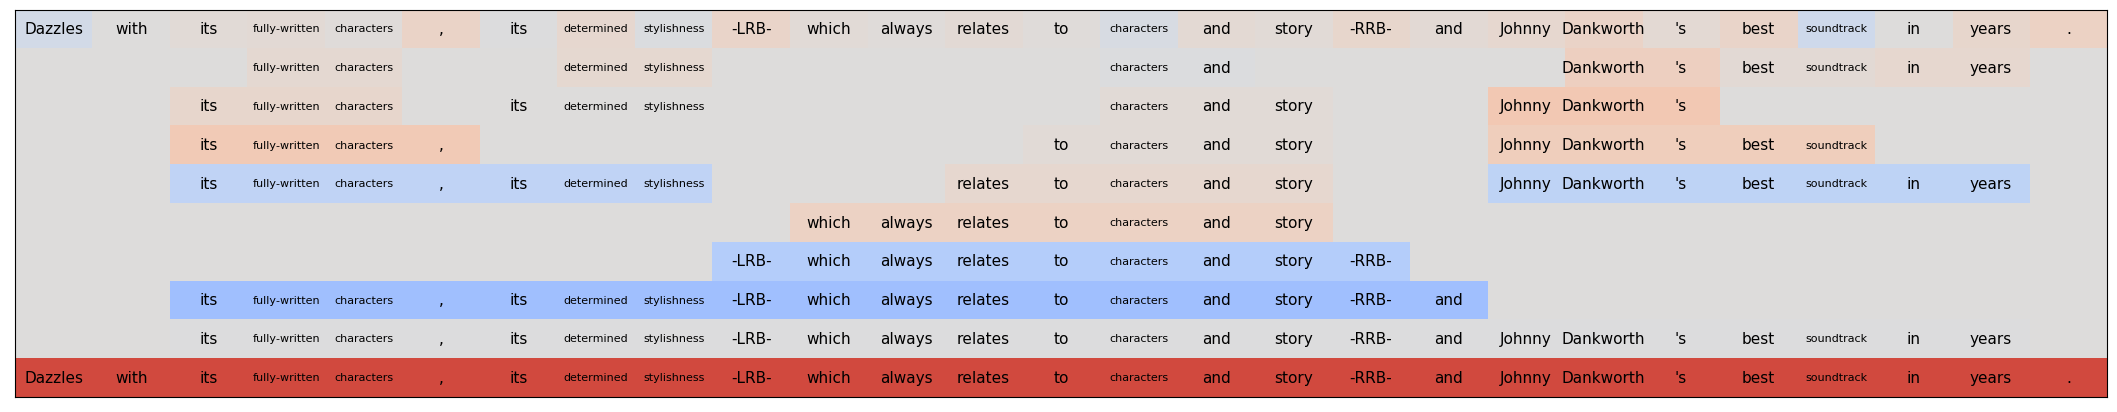 Dazzles with its fully-written characters , its determined stylishness -LRB- which always relates to characters and story -RRB- and Johnny Dankworth 's best soundtrack in years .
fully-written characters determined stylishness characters and Dankworth 's best soundtrack in years
its fully-written characters its determined stylishness characters and story Johnny Dankworth 's
its fully-written characters , to characters and story Johnny Dankworth 's best soundtrack
its fully-written characters , its determined stylishness relates to characters and story Johnny Dankworth 's best soundtrack in years
which always relates to characters and story
-LRB- which always relates to characters and story -RRB-
its fully-written characters , its determined stylishness -LRB- which always relates to characters and story -RRB- and
its fully-written characters , its determined stylishness -LRB- which always relates to characters and story -RRB- and Johnny Dankworth 's best soundtrack in years
Dazzles with its fully-written characters , its determined stylishness -LRB- which always relates to characters and story -RRB- and Johnny Dankworth 's best soundtrack in years .